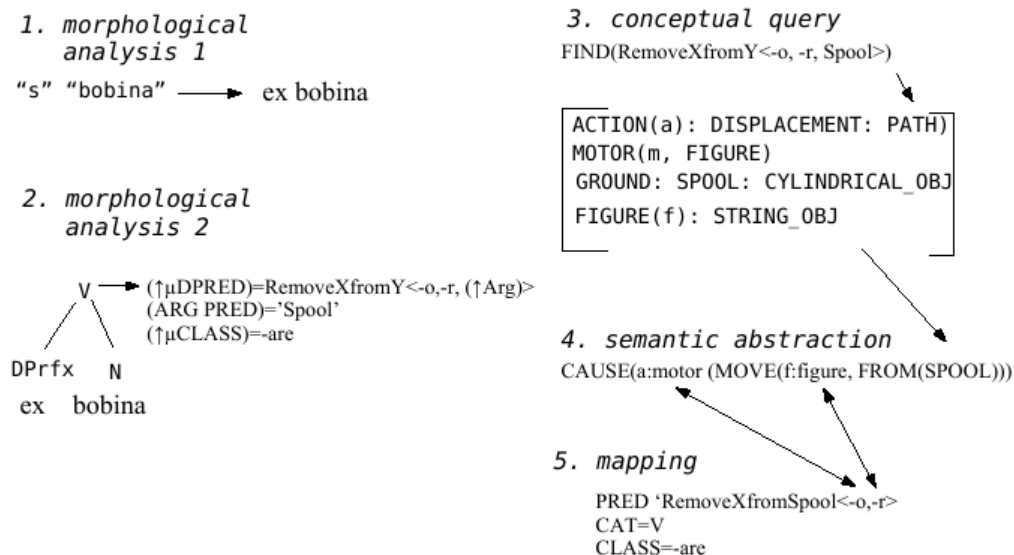 1. morphological
analysis 1
“s” “bobina” ex bobina
2. morphological
analysis 2
V (↑μDPRED)=RemoveXfromY<-o,-r, (↑Arg)>
(ARG PRED)=’Spool’
(↑μCLASS)=-are
DPrfx N
ex bobina
3. conceptual query
FIND(RemoveXfromY<-o, -r, Spool>)
ACTION(a): DISPLACEMENT: PATH)
MOTOR(m, FIGURE)
GROUND: SPOOL: CYLINDRICAL_OBJ
FIGURE(f): STRING_OBJ
4. semantic abstraction
CAUSE(a:motor (MOVE(f:figure, FROM(SPOOL)))
5. mapping
PRED ‘RemoveXfromSpool<-o,-r>
CAT=V
CLASS=-are